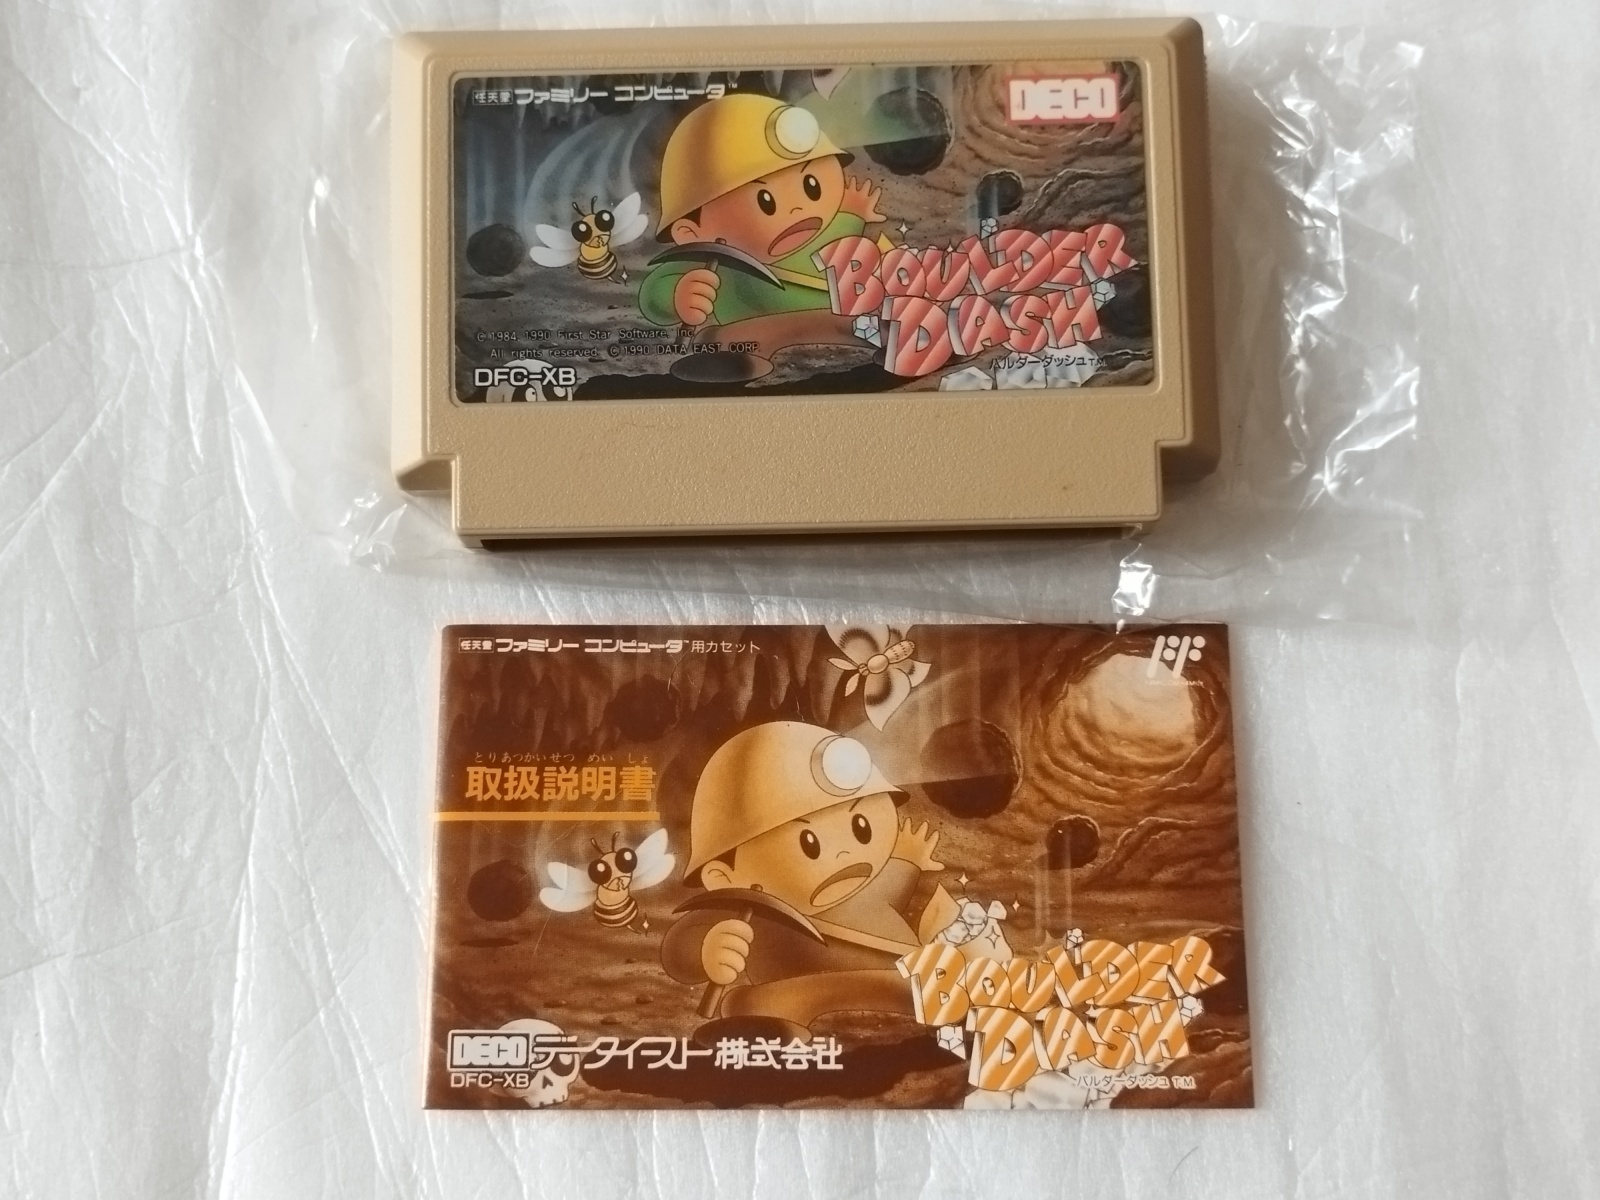 任天堂 ファミリー コンピュータ™
DECO
BOULDER
DASH
バルダーダッシュ T.M.
© 1984, 1990 First Star Software, Inc.
All rights reserved. © 1990 DATA EAST CORP.
DFC-XB
任天堂 ファミリー コンピュータ™用カセット
とりあつかいせつ めい しょ
取扱説明書
BOULDER
DASH
バルダーダッシュ T.M.
DECO データイースト株式会社
DFC-XB